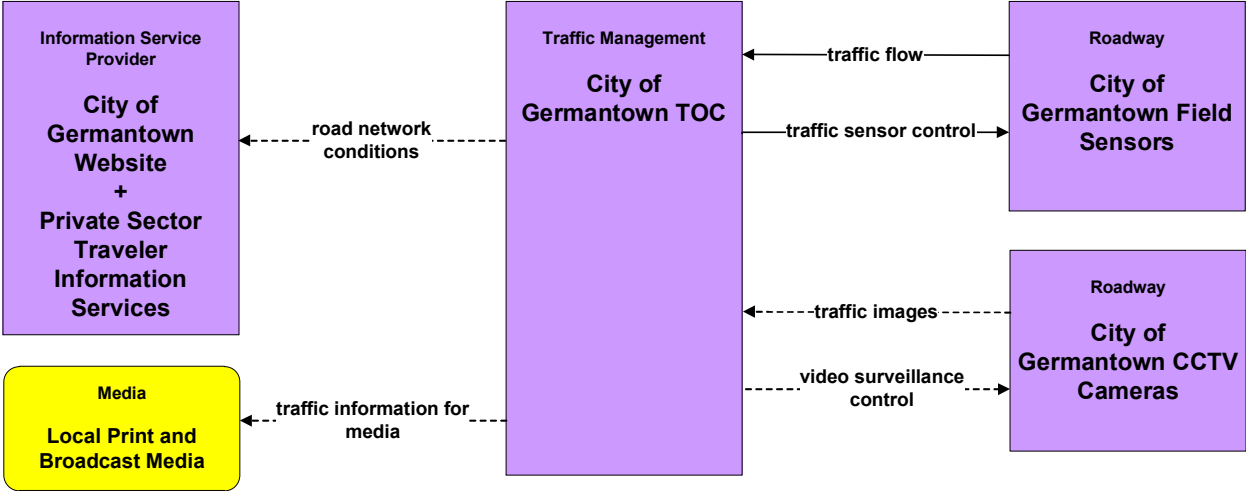 Information Service
Provider
City of
Germantown
Website
+
Private Sector
Traveler
Information
Services
road network
conditions
Media
Local Print and
Broadcast Media
traffic information for
media
Traffic Management
City of
Germantown TOC
traffic flow
traffic sensor control
Roadway
City of
Germantown Field
Sensors
traffic images
video surveillance
control
Roadway
City of
Germantown CCTV
Cameras